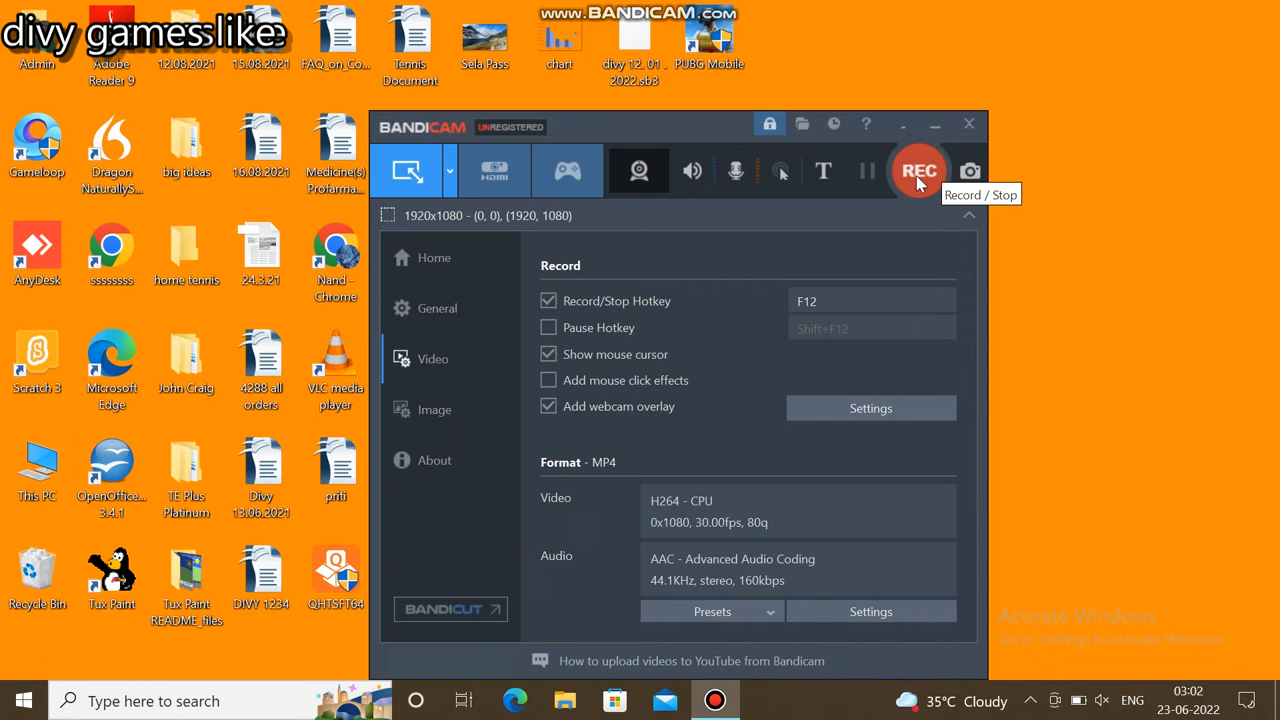 divy gameslike
www.BANDICAM.com
Admin
Adobe
Reader 9
12.08.2021
15.08.2021
FAQ_on_Co...
Tennis
Document
Sela Pass
chart
divy 12. 01 .
2022.sb3
PUBG Mobile
Gameloop
Dragon
NaturallyS...
big ideas
16.08.2021
Medicine(s)
Profarma...
AnyDesk
ssssssss
home tennis
24.3.21
Nand -
Chrome
Scratch 3
Microsoft
Edge
John Craig
4288 all
orders
VLC media
player
This PC
OpenOffice...
3.4.1
TE Plus
Platinum
Divy
13.06.2021
priti
Recycle Bin
Tux Paint
Tux Paint
README_files
DIVY 1234
QHTSFT64
BANDICAM UNREGISTERED
HDMI
T
REC
Record / Stop
1920x1080 - (0, 0), (1920, 1080)
Home
General
Video
Image
About
BANDICUT
Record
Record/Stop Hotkey F12
Pause Hotkey Shift+F12
Show mouse cursor
Add mouse click effects
Add webcam overlay Settings
Format - MP4
Video
H264 - CPU
0x1080, 30.00fps, 80q
Audio
AAC - Advanced Audio Coding
44.1KHz, stereo, 160kbps
Presets Settings
How to upload videos to YouTube from Bandicam
Activate Windows
Go to Settings to activate Windows.
Type here to search
35°C Cloudy
ENG
03:02
23-06-2022